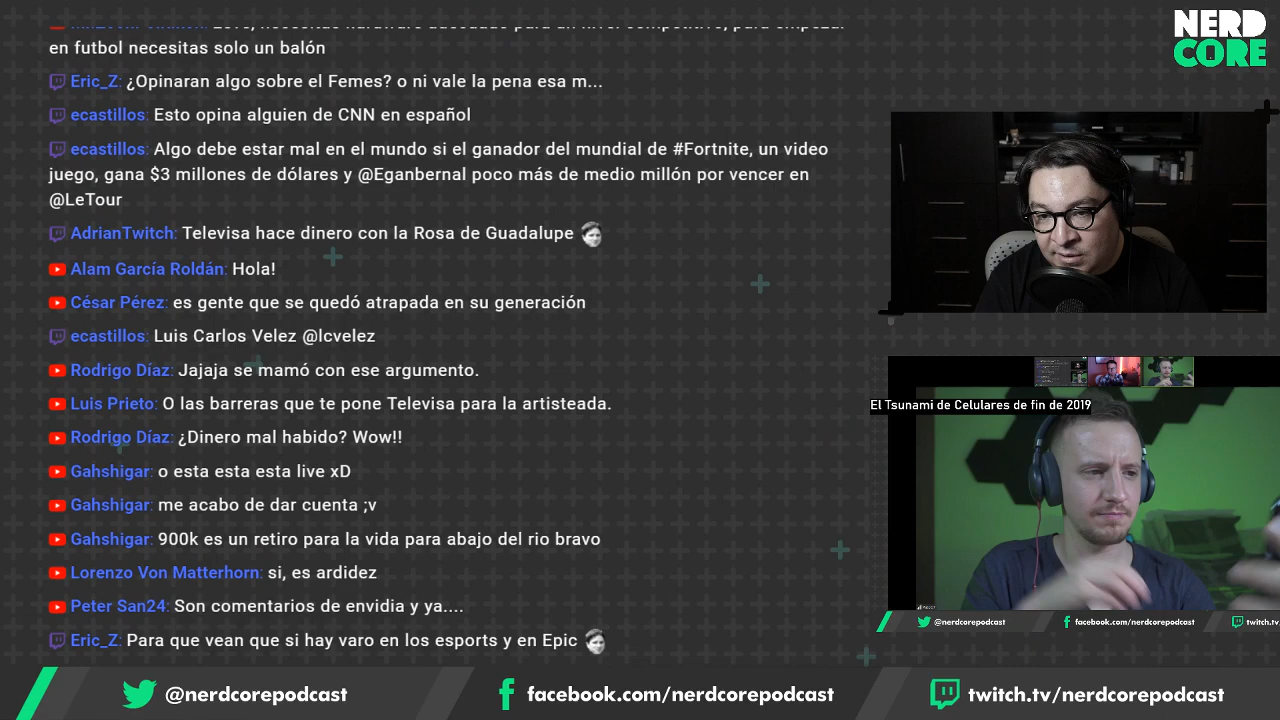 en futbol necesitas solo un balón
Eric_Z: ¿Opinaran algo sobre el Femes? o ni vale la pena esa m...
ecastillos: Esto opina alguien de CNN en español
ecastillos: Algo debe estar mal en el mundo si el ganador del mundial de #Fortnite, un video
juego, gana $3 millones de dólares y @Eganbernal poco más de medio millón por vencer en
@LeTour
AdrianTwitch: Televisa hace dinero con la Rosa de Guadalupe
Alam García Roldán: Hola!
César Pérez: es gente que se quedó atrapada en su generación
ecastillos: Luis Carlos Velez @lcvelez
Rodrigo Díaz: Jajaja se mamó con ese argumento.
Luis Prieto: O las barreras que te pone Televisa para la artisteada.
Rodrigo Díaz: ¿Dinero mal habido? Wow!!
Gahshigar: o esta esta esta live xD
Gahshigar: me acabo de dar cuenta ;v
Gahshigar: 900k es un retiro para la vida para abajo del rio bravo
Lorenzo Von Matterhorn: si, es ardidez
Peter San24: Son comentarios de envidia y ya....
Eric_Z: Para que vean que si hay varo en los esports y en Epic
NERD
CORE
El Tsunami de Celulares de fin de 2019
@nerdcorepodcast
facebook.com/nerdcorepodcast
twitch.tv
@nerdcorepodcast
facebook.com/nerdcorepodcast
twitch.tv/nerdcorepodcast